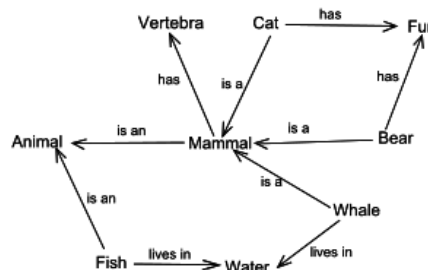 Vertebra
Cat
has
Fur
has
is a
has
Animal
is an
Mammal
is a
Bear
is an
is a
Whale
Fish
lives in
Water
lives in